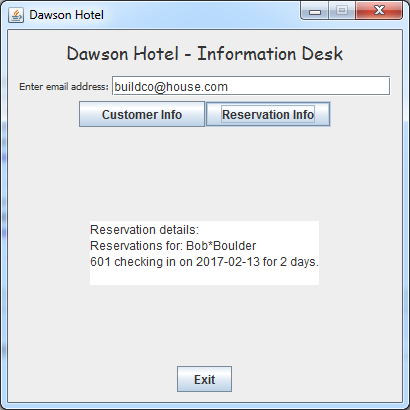 Dawson Hotel
Dawson Hotel - Information Desk
Enter email address: buildco@house.com
Customer Info Reservation Info
Reservation details:
Reservations for: Bob*Boulder
601 checking in on 2017-02-13 for 2 days.
Exit